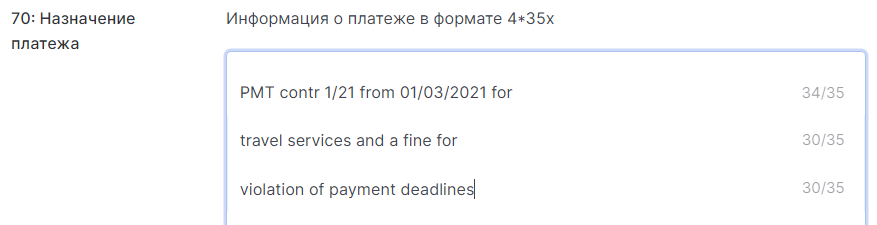 70: Назначение платежа
Информация о платеже в формате 4*35x
PMT contr 1/21 from 01/03/2021 for
34/35
travel services and a fine for
30/35
violation of payment deadlines
30/35